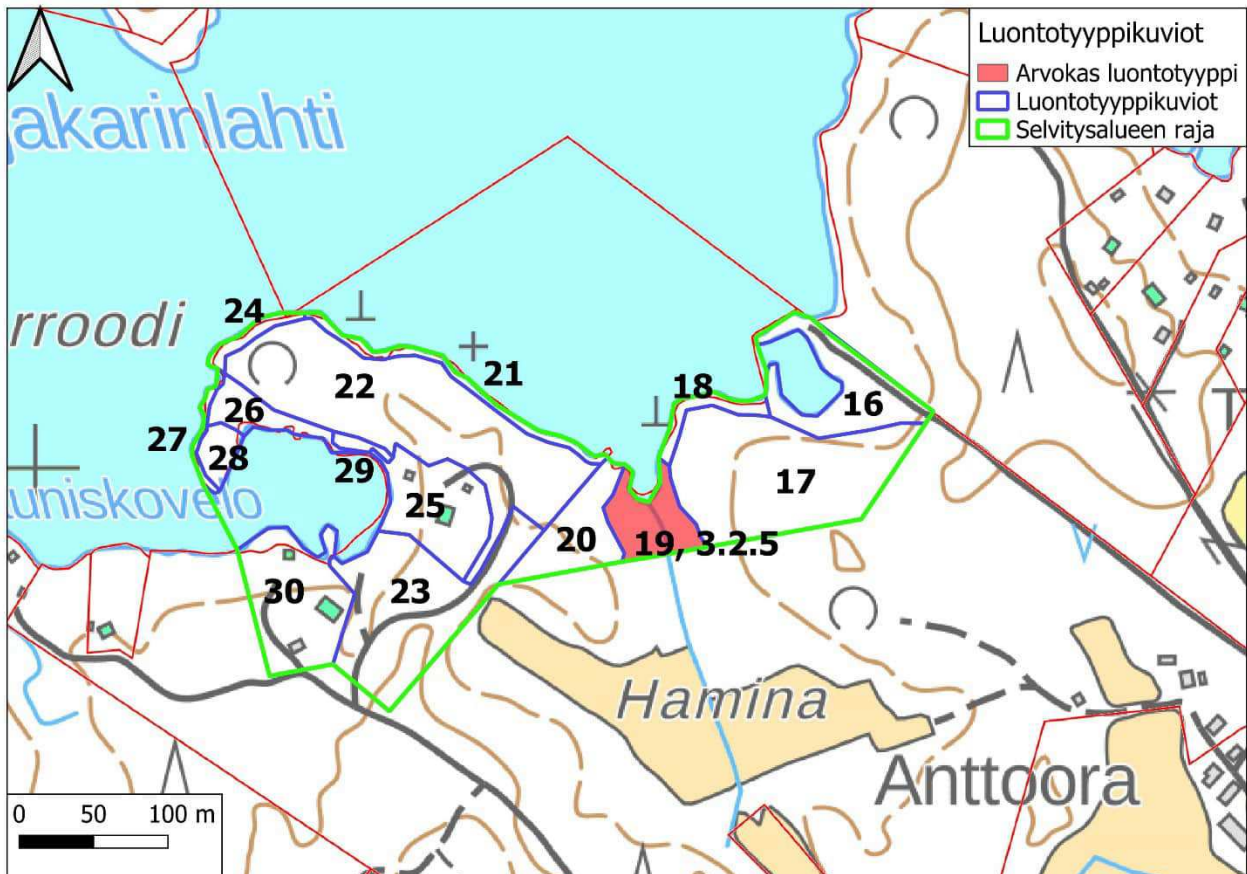 Luontotyyppikuviot
Arvokas luontotyyppi
Luontotyyppikuviot
Selvitysalueen raja
jakarinlahti
rroodi
24
22
21
18
16
26
27
28
29
25
17
20
19, 3.2.5
uniskovelo
30
23
Hamina
Anttoora
0 50 100 m